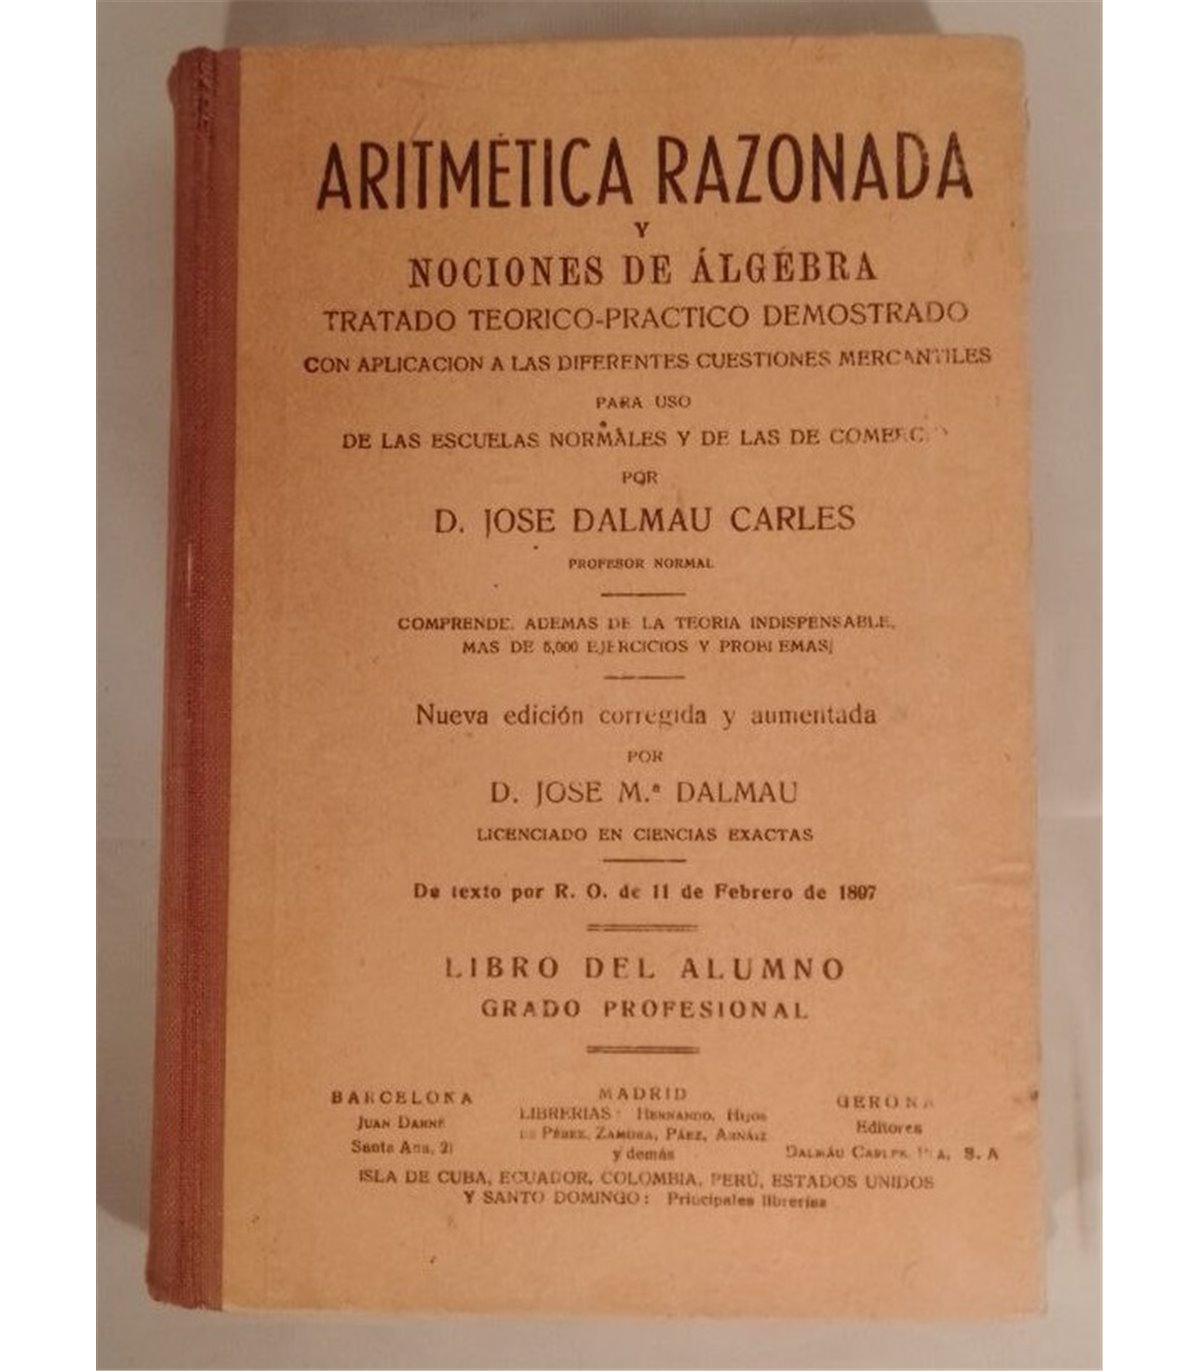 ARITMÉTICA RAZONADA
Y
NOCIONES DE ÁLGEBRA
TRATADO TEORICO-PRACTICO DEMOSTRADO
CON APLICACION A LAS DIFERENTES CUESTIONES MERCANTILES
PARA USO
DE LAS ESCUELAS NORMALES Y DE LAS DE COMERCIO
POR
D. JOSE DALMAU CARLES
PROFESOR NORMAL
COMPRENDE, ADEMAS DE LA TEORIA INDISPENSABLE,
MAS DE 5,000 EJERCICIOS Y PROBLEMAS
Nueva edición corregida y aumentada
POR
D. JOSE M.ª DALMAU
LICENCIADO EN CIENCIAS EXACTAS
De texto por R. O. de 11 de Febrero de 1897
LIBRO DEL ALUMNO
GRADO PROFESIONAL
BARCELONA
JUAN DARNÉ
Santa Ana, 21
MADRID
LIBRERIAS: HERNANDO, HIJOS
DE PÉREZ, ZAMORA, PÁEZ, ARNÁIZ
y demás
GERONA
Editores
DALMÁU CARLES, S. A
ISLA DE CUBA, ECUADOR, COLOMBIA, PERÚ, ESTADOS UNIDOS
Y SANTO DOMINGO: Principales librerías